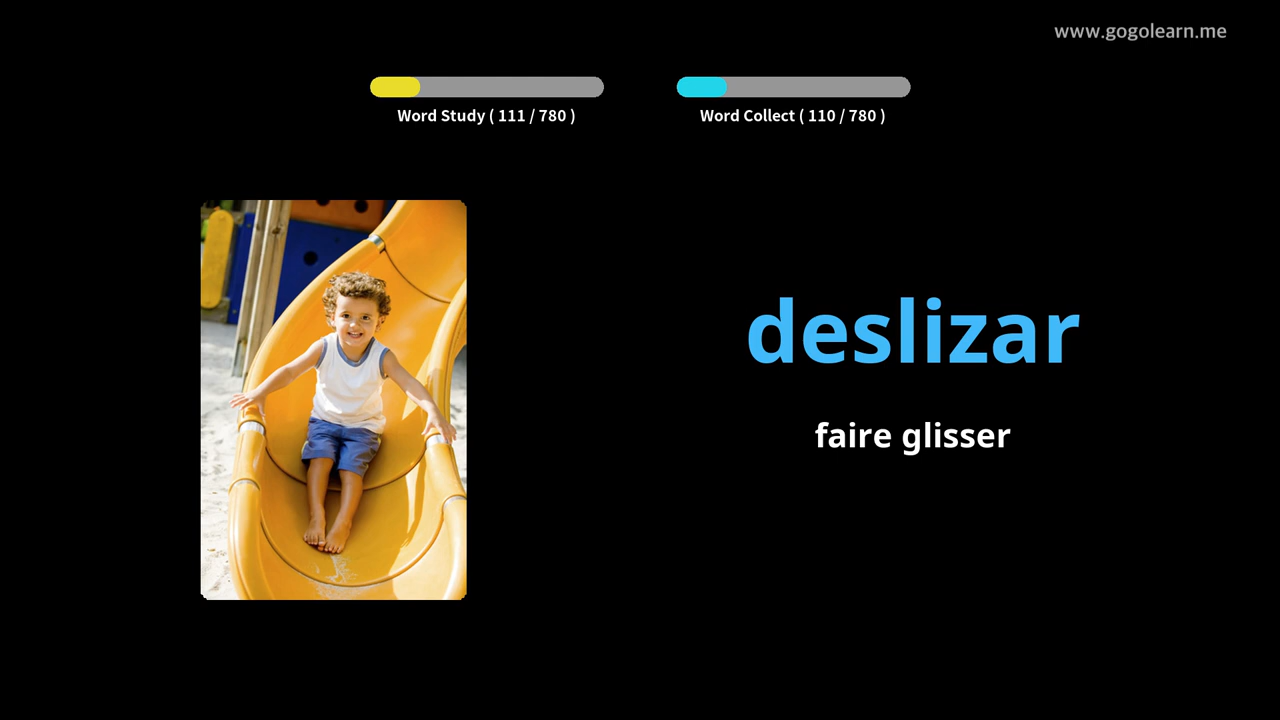 www.gogolearn.me
Word Study ( 111 / 780 )
Word Collect ( 110 / 780 )
deslizar
faire glisser